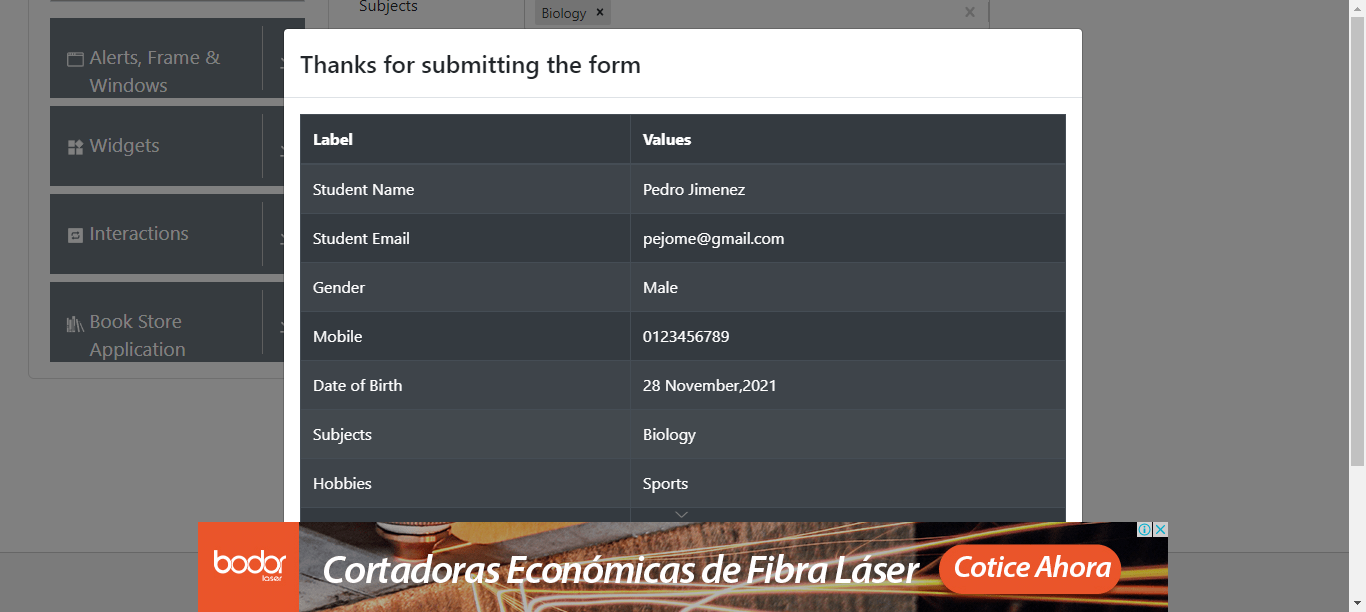 Subjects
Biology ×
Alerts, Frame &
Windows
Widgets
Interactions
Book Store
Application
Thanks for submitting the form
Label Values
Student Name Pedro Jimenez
Student Email pejome@gmail.com
Gender Male
Mobile 0123456789
Date of Birth 28 November,2021
Subjects Biology
Hobbies Sports
bodor
laser
Cortadoras Económicas de Fibra Láser
Cotice Ahora